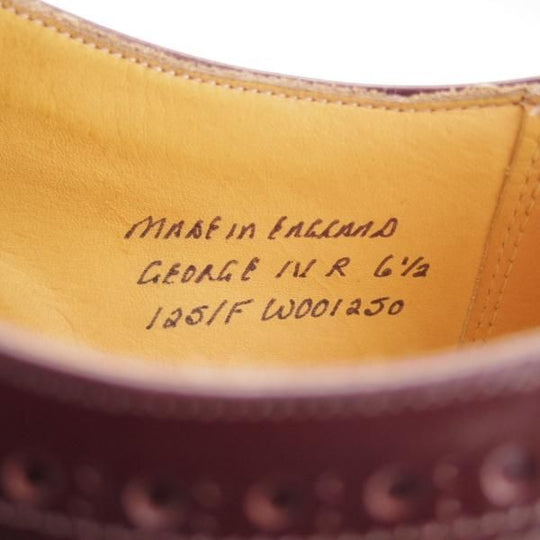 MADE IN ENGLAND
GEORGE IV R 6½
125/F W001250